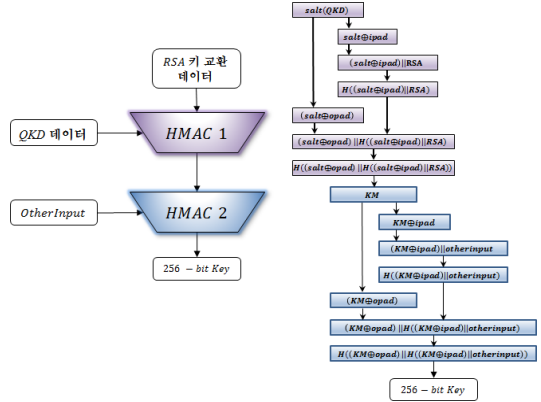 RSA 키 교환
데이터
HMAC 1
QKD 데이터
HMAC 2
OtherInput
256 − bit Key
salt(QKD)
salt⊕ipad
(salt⊕ipad)||RSA
H((salt⊕ipad)||RSA)
(salt⊕opad)
(salt⊕opad) ||H((salt⊕ipad)||RSA)
H((salt⊕opad) ||H((salt⊕ipad)||RSA))
KM
KM⊕ipad
(KM⊕ipad)||otherinput
H((KM⊕ipad)||otherinput)
(KM⊕opad)
(KM⊕opad) ||H((KM⊕ipad)||otherinput)
H((KM⊕opad) ||H((KM⊕ipad)||otherinput))
256 − bit Key